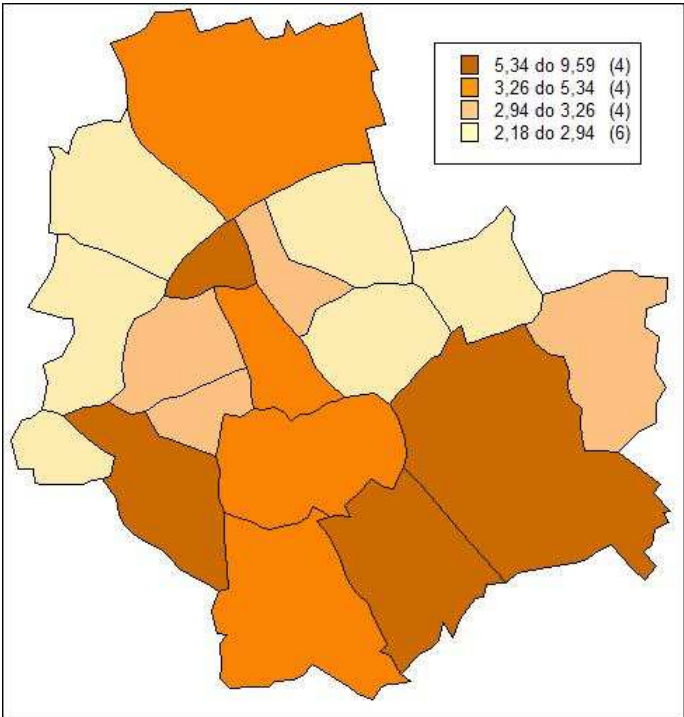 5,34 do 9,59 (4)
3,26 do 5,34 (4)
2,94 do 3,26 (4)
2,18 do 2,94 (6)